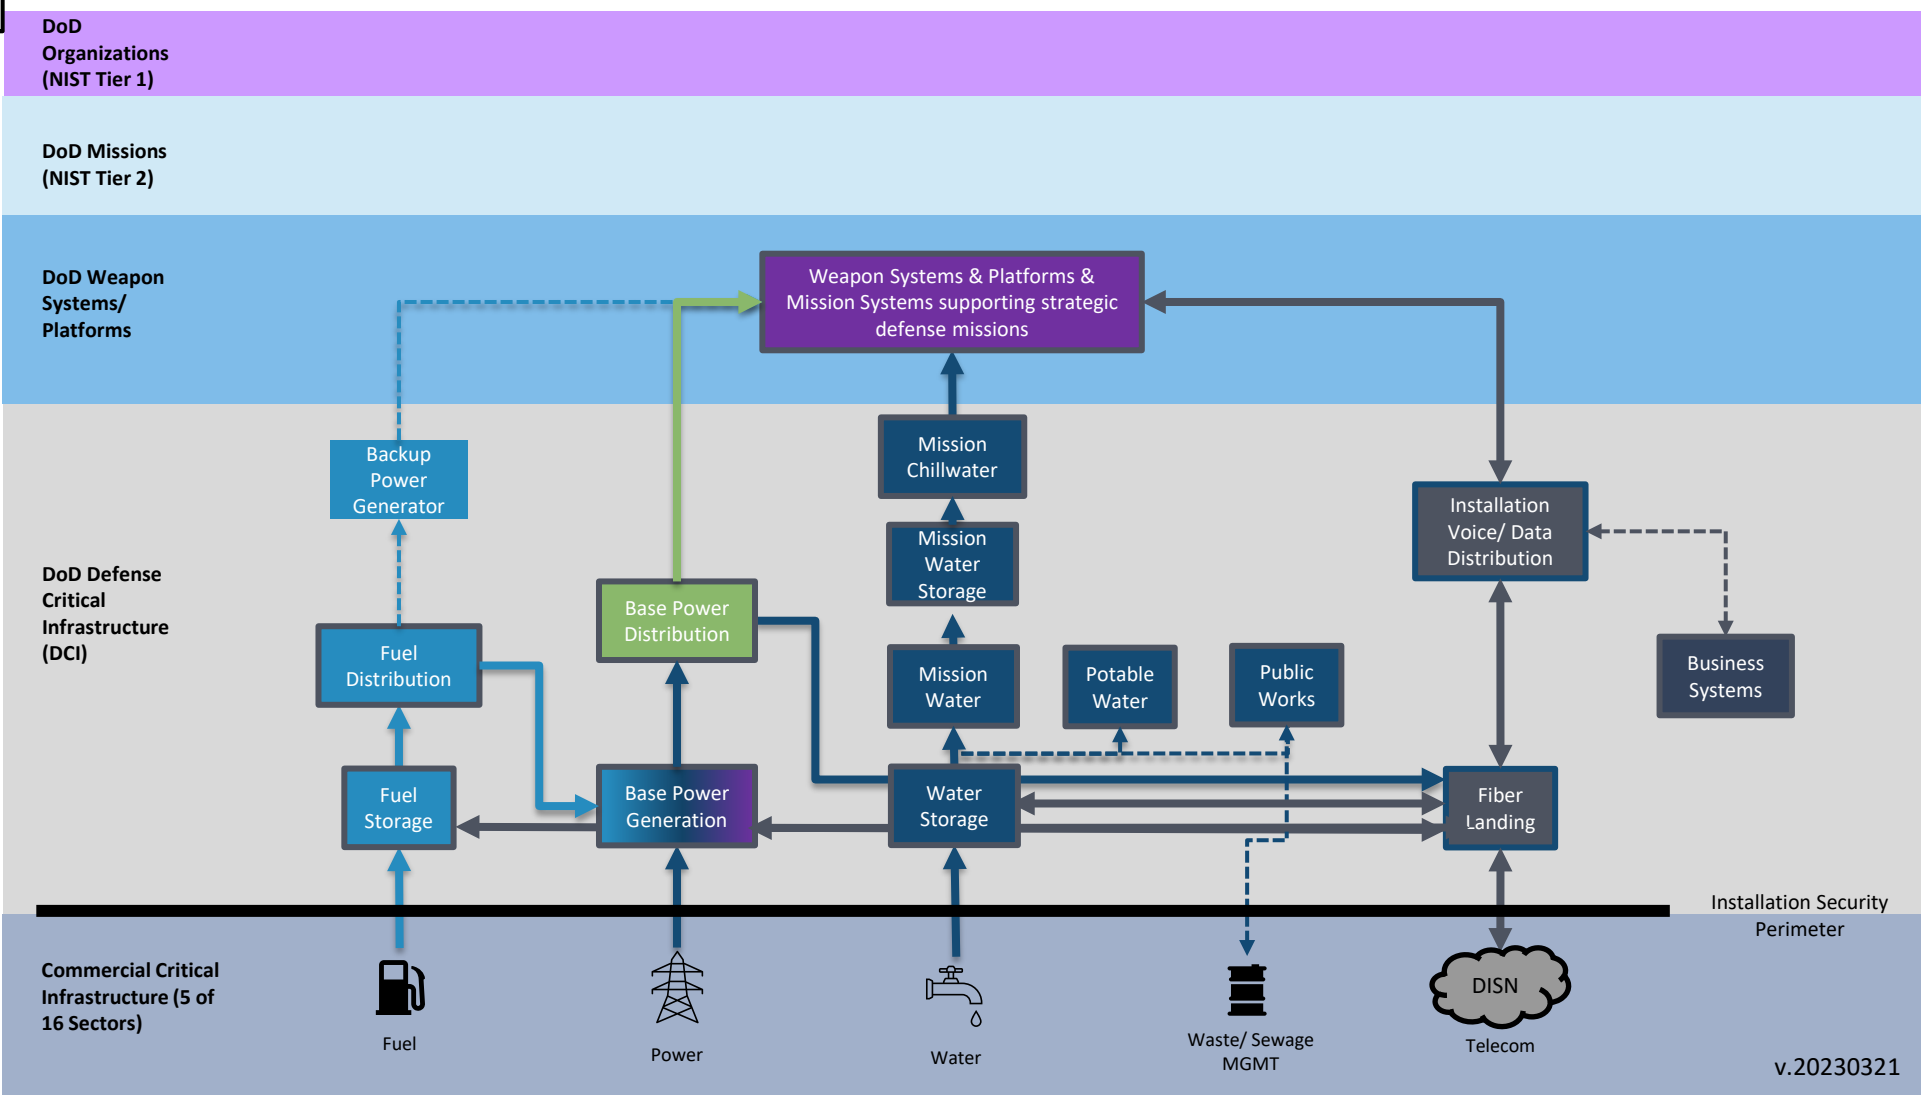 DoD
Organizations
(NIST Tier 1)
DoD Missions
(NIST Tier 2)
DoD Weapon
Systems/
Platforms
Weapon Systems & Platforms &
Mission Systems supporting strategic
defense missions
DoD Defense
Critical
Infrastructure
(DCI)
Backup
Power
Generator
Mission
Chillwater
Installation
Voice/ Data
Distribution
Mission
Water
Storage
Base Power
Distribution
Fuel
Distribution
Mission
Water
Potable
Water
Public
Works
Business
Systems
Fuel
Storage
Base Power
Generation
Water
Storage
Fiber
Landing
Installation Security
Perimeter
Commercial Critical
Infrastructure (5 of
16 Sectors)
Fuel
Power
Water
Waste/ Sewage
MGMT
DISN
Telecom
v.20230321